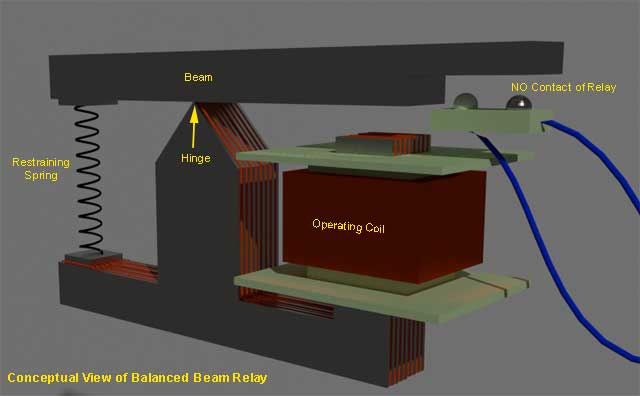 Beam
NO Contact of Relay
Restraining
Spring
Hinge
Operating Coil
Conceptual View of Balanced Beam Relay